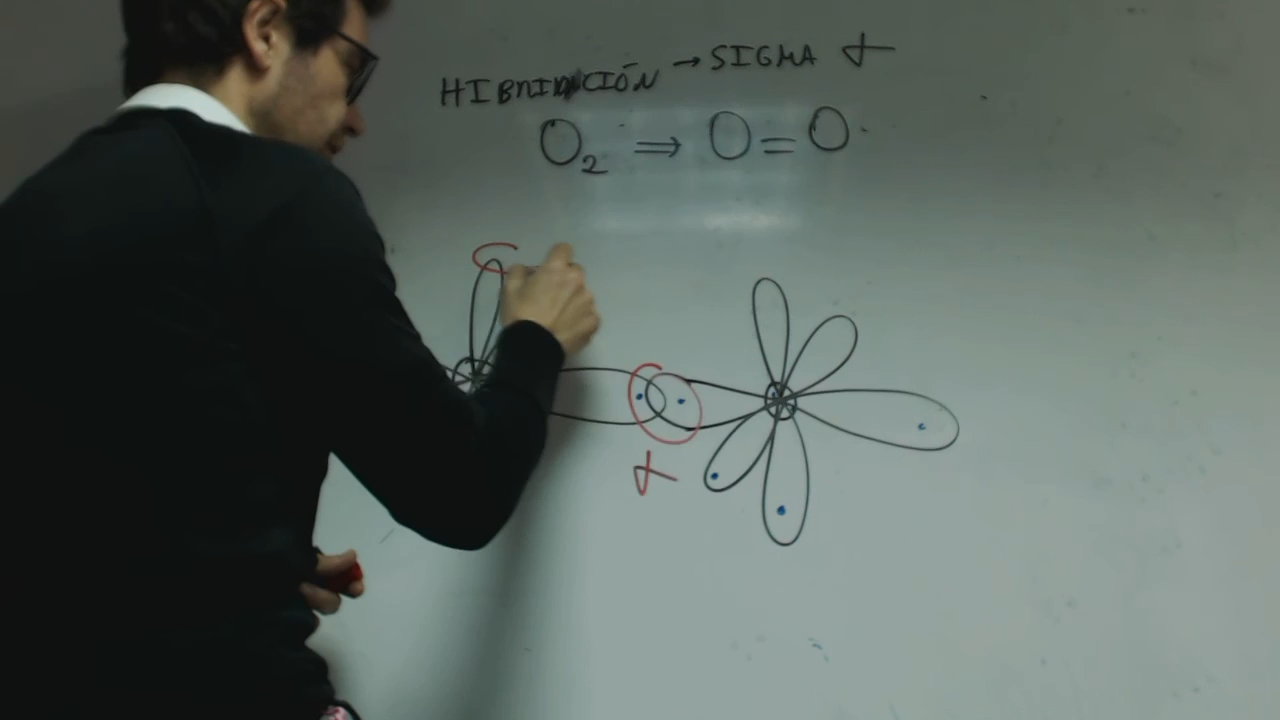 HIBRIDACIÓN → SIGMA σ
O₂ ⇒ O=O
σ